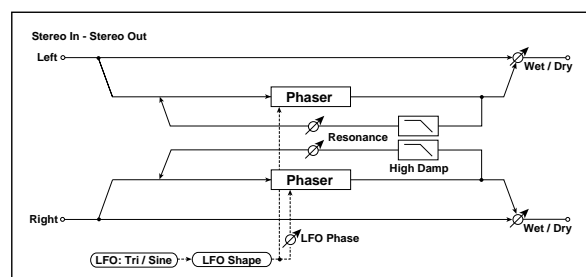 Stereo In - Stereo Out
Left
Wet / Dry
Phaser
Resonance
High Damp
Phaser
Right
Wet / Dry
LFO Phase
LFO: Tri / Sine
LFO Shape